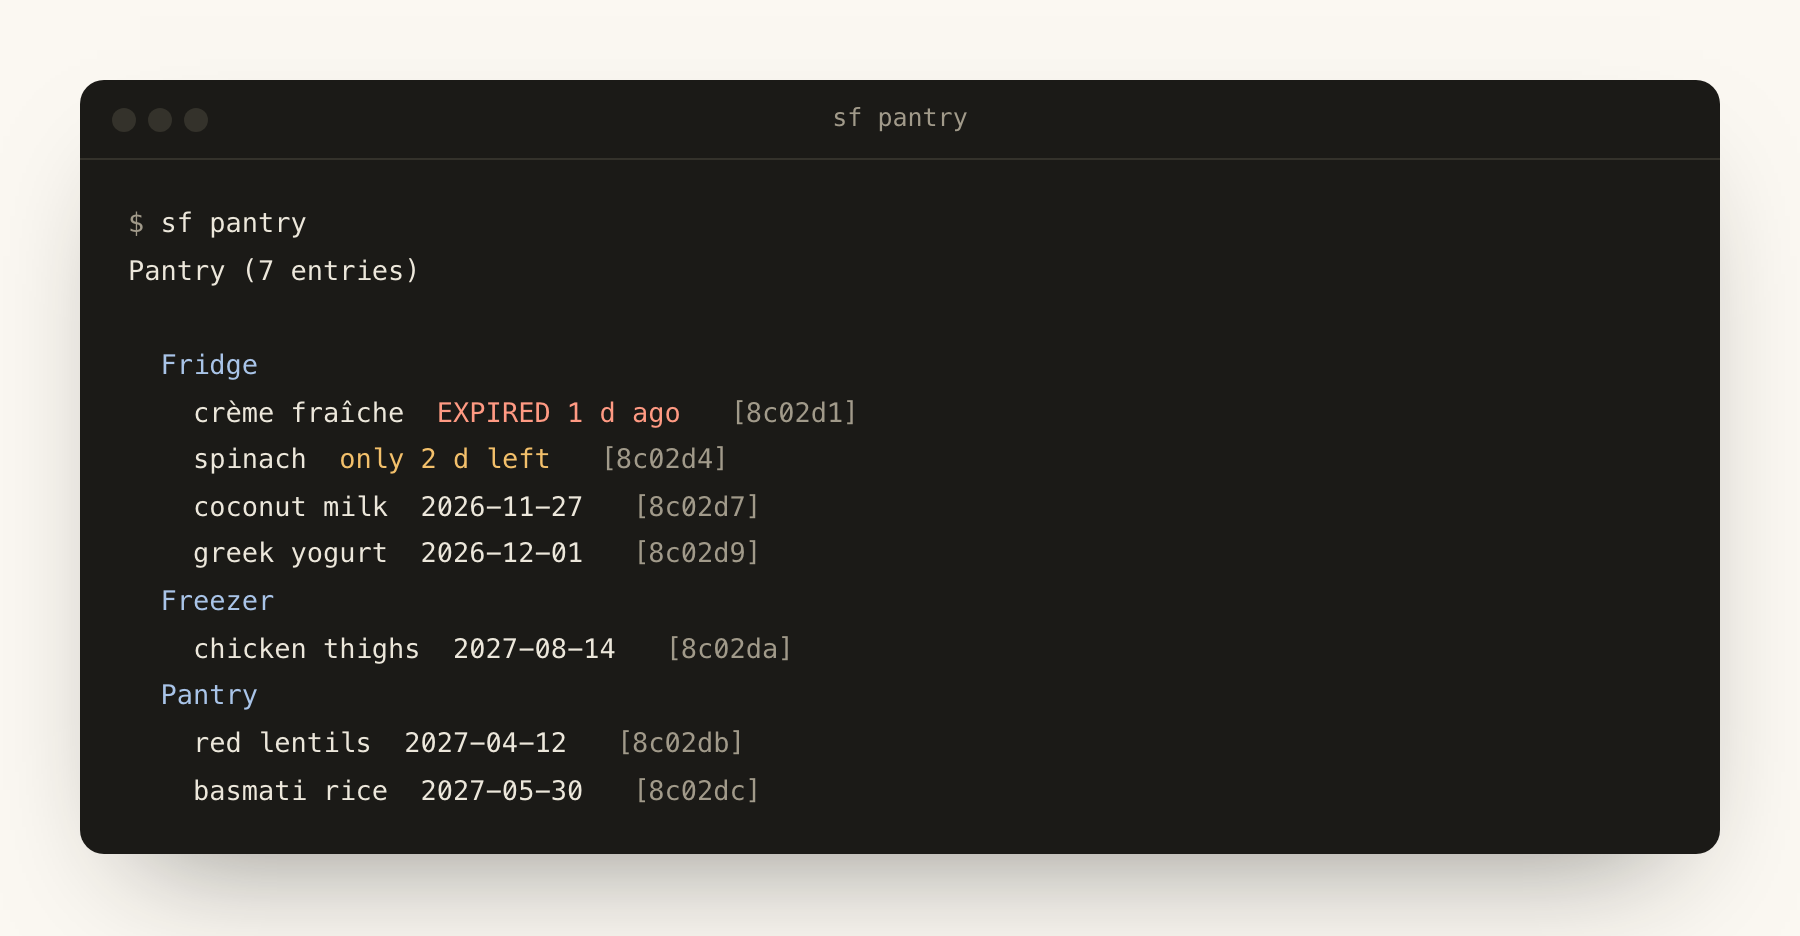 sf pantry
$ sf pantry
Pantry (7 entries)
Fridge
crème fraîche  EXPIRED 1 d ago   [8c02d1]
spinach  only 2 d left   [8c02d4]
coconut milk  2026-11-27   [8c02d7]
greek yogurt  2026-12-01   [8c02d9]
Freezer
chicken thighs  2027-08-14   [8c02da]
Pantry
red lentils  2027-04-12   [8c02db]
basmati rice  2027-05-30   [8c02dc]